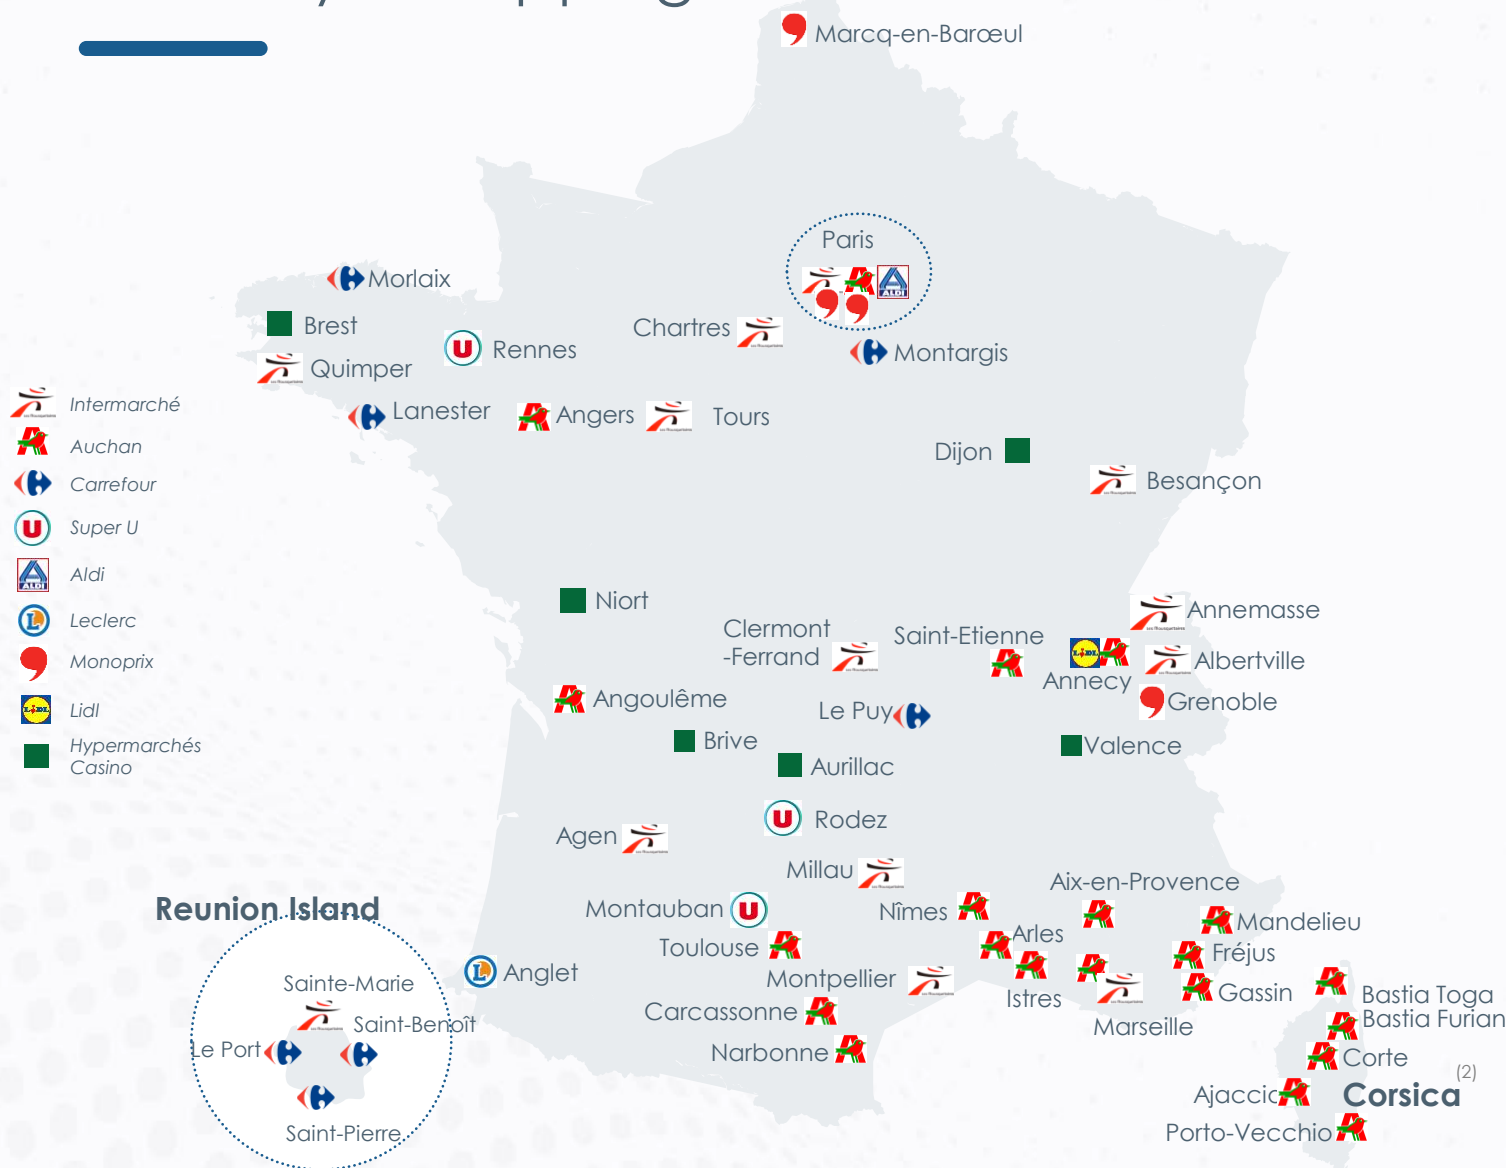 Marcq-en-Barœul
Paris
ALDI
Morlaix
Brest
Chartres
Rennes
Montargis
Quimper
Lanester
Angers
Tours
Intermarché
Auchan
Carrefour
Super U
Aldi
Leclerc
Monoprix
Lidl
Hypermarchés
Casino
Dijon
Besançon
Niort
Annemasse
Clermont
-Ferrand
Saint-Etienne
LIDL
Annecy
Albertville
Grenoble
Angoulême
Le Puy
Brive
Valence
Aurillac
Rodez
Agen
Millau
Aix-en-Provence
Montauban
Nîmes
Mandelieu
Toulouse
Arles
Fréjus
Anglet
Montpellier
Istres
Gassin
Marseille
Carcassonne
Narbonne
Bastia Toga
Bastia Furian
Corte
(2)
Ajaccio
Corsica
Porto-Vecchio
Reunion Island
Sainte-Marie
Saint-Benoît
Le Port
Saint-Pierre